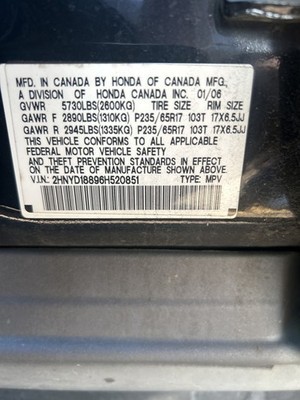 MFD. IN CANADA BY HONDA OF CANADA MFG.,
A DIVISION OF HONDA CANADA INC. 01/06
GVWR 5730LBS(2600KG) TIRE SIZE RIM SIZE
GAWR F 2890LBS(1310KG) P235/65R17 103T 17X6.5JJ
GAWR R 2945LBS(1335KG) P235/65R17 103T 17X6.5JJ
THIS VEHICLE CONFORMS TO ALL APPLICABLE
FEDERAL MOTOR VEHICLE SAFETY
STANDARDS IN EFFECT ON
THE DATE OF MANUFACTURE SHOWN ABOVE.
V.I.N.: 2HNYD18896H520851 TYPE: MPV